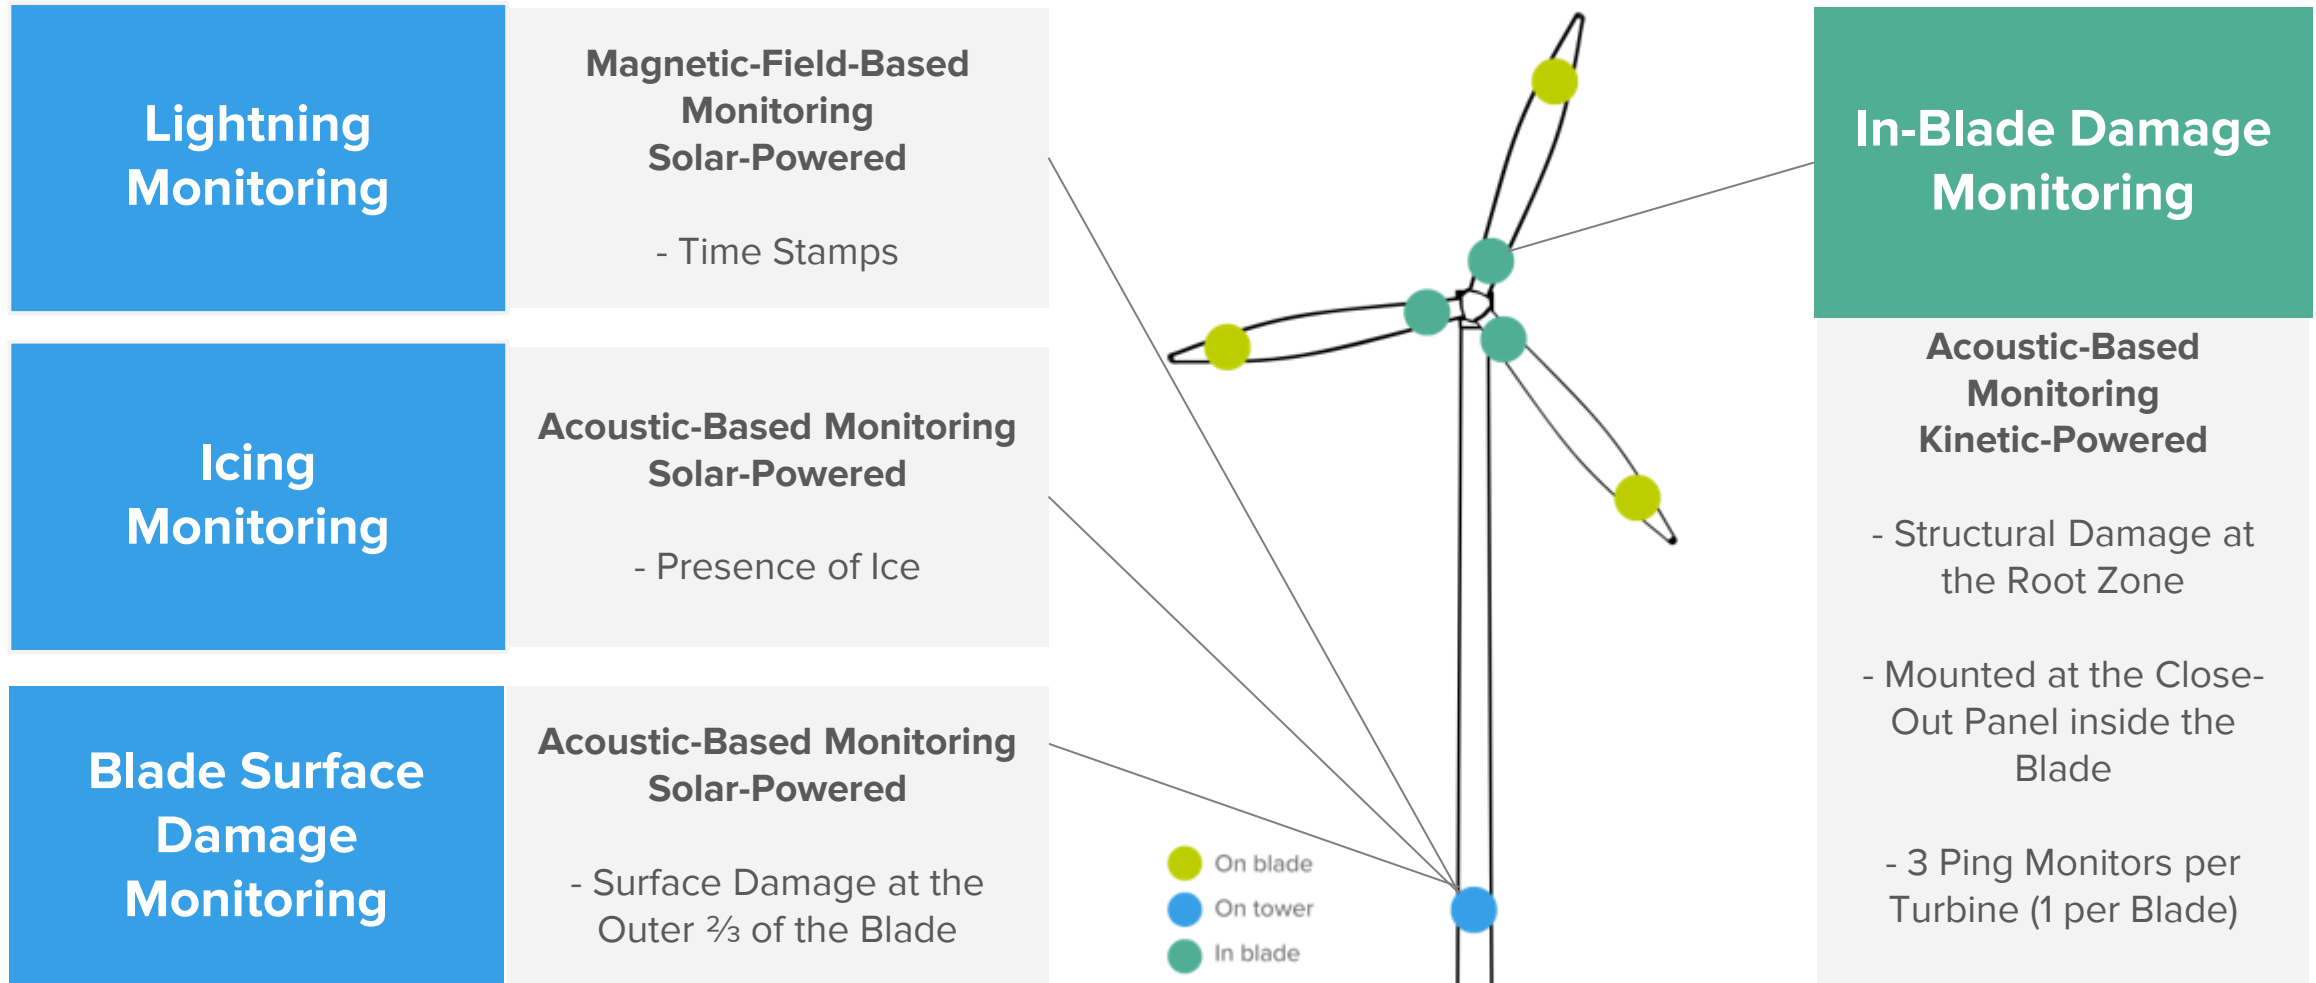 Lightning
Monitoring
Magnetic-Field-Based
Monitoring
Solar-Powered
- Time Stamps
Icing
Monitoring
Acoustic-Based Monitoring
Solar-Powered
- Presence of Ice
Blade Surface
Damage
Monitoring
Acoustic-Based Monitoring
Solar-Powered
- Surface Damage at the
Outer ⅔ of the Blade
On blade
On tower
In blade
In-Blade Damage
Monitoring
Acoustic-Based
Monitoring
Kinetic-Powered
- Structural Damage at
the Root Zone
- Mounted at the Close-
Out Panel inside the
Blade
- 3 Ping Monitors per
Turbine (1 per Blade)